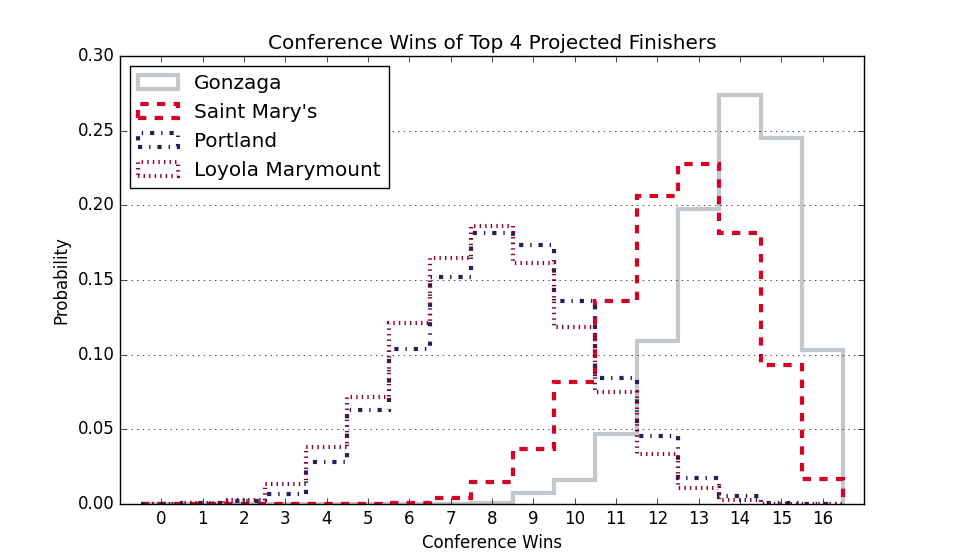 Conference Wins of Top 4 Projected Finishers
Gonzaga
Saint Mary's
Portland
Loyola Marymount
Probability
0.30
0.25
0.20
0.15
0.10
0.05
0.00
0 1 2 3 4 5 6 7 8 9 10 11 12 13 14 15 16
Conference Wins